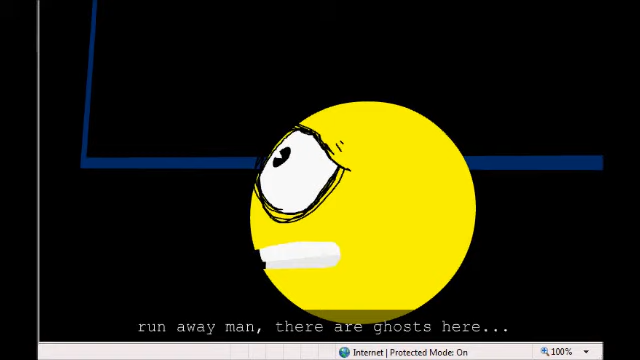 run away man, there are ghosts here...
Internet | Protected Mode: On
100%